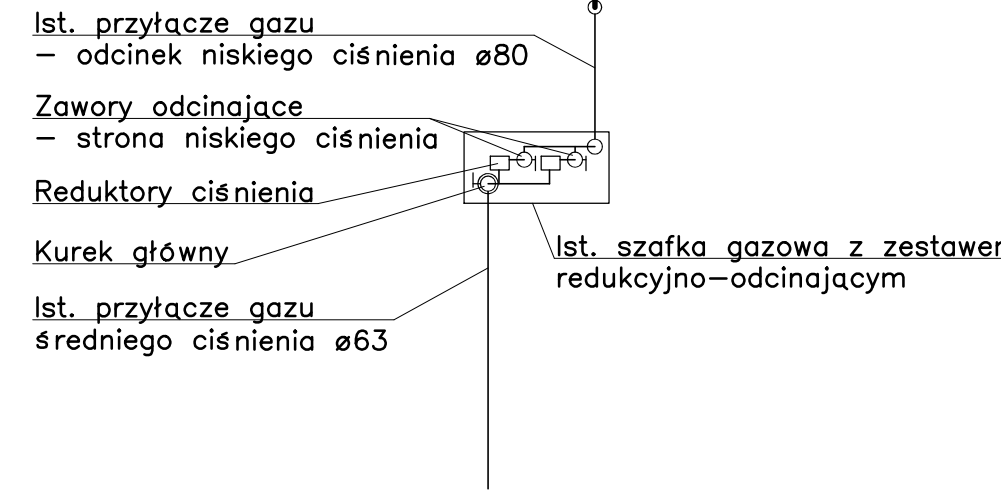 Ist. przyłącze gazu
– odcinek niskiego ciśnienia ø80
Zawory odcinające
– strona niskiego ciśnienia
Reduktory ciśnienia
Kurek główny
Ist. szafka gazowa z
redukcyjno–odcinającym
Ist. przyłącze gazu
średniego ciśnienia ø63